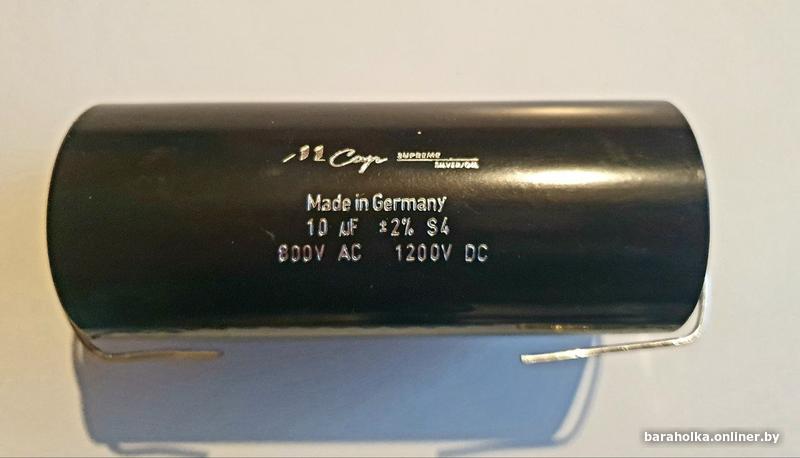 M Cap SUPREME
SILVER/OIL
Made in Germany
10 µF ±2% S4
800V AC 1200V DC
baraholka.onliner.by